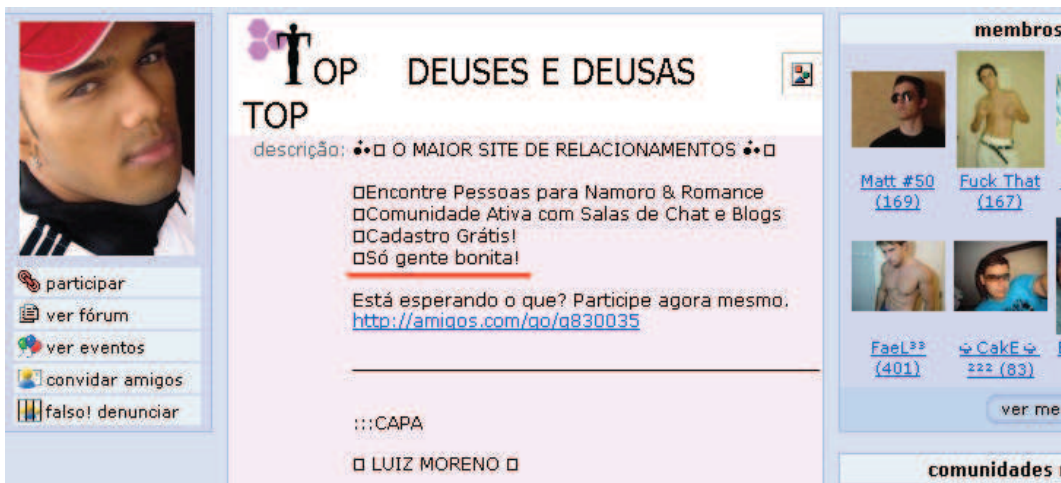 participar
ver fórum
ver eventos
convidar amigos
falso! denunciar
TOP DEUSES E DEUSAS
TOP
descrição: O MAIOR SITE DE RELACIONAMENTOS
Encontre Pessoas para Namoro & Romance
Comunidade Ativa com Salas de Chat e Blogs
Cadastro Grátis!
Só gente bonita!
Está esperando o que? Participe agora mesmo.
http://amigos.com/go/g830035
:::CAPA
LUIZ MORENO
membros
Matt #50
(169)
Fuck That
(167)
FaeL³³
(401)
CakE
²²² (83)
ver me
comunidades